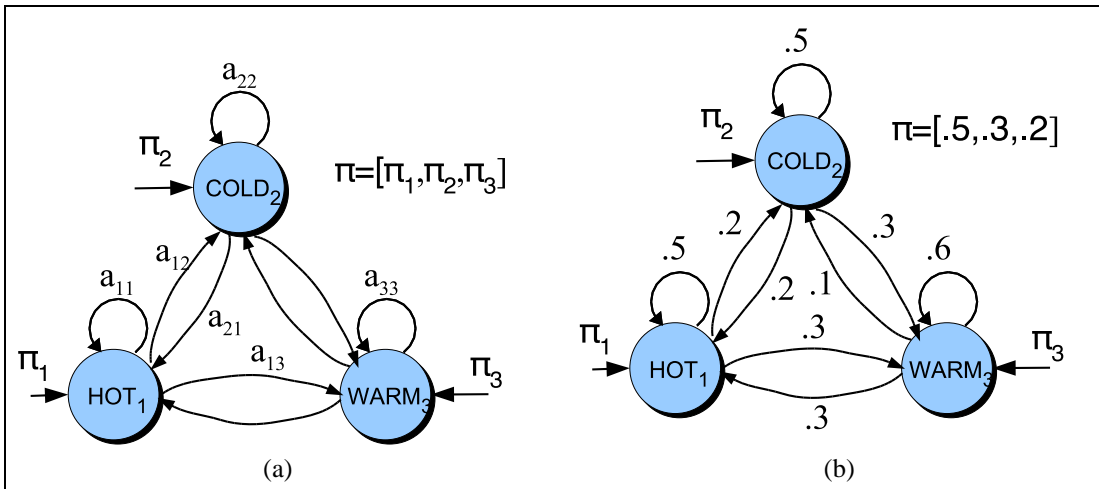 a₂₂
π₂
COLD₂
π=[π₁,π₂,π₃]
a₁₂
a₁₁
a₂₁
a₃₃
a₁₃
π₁
HOT₁
WARM₃
π₃
(a)
.5
π₂
COLD₂
π=[.5,.3,.2]
.2
.3
.5
.2
.1
.6
.3
π₁
HOT₁
WARM₃
π₃
.3
(b)